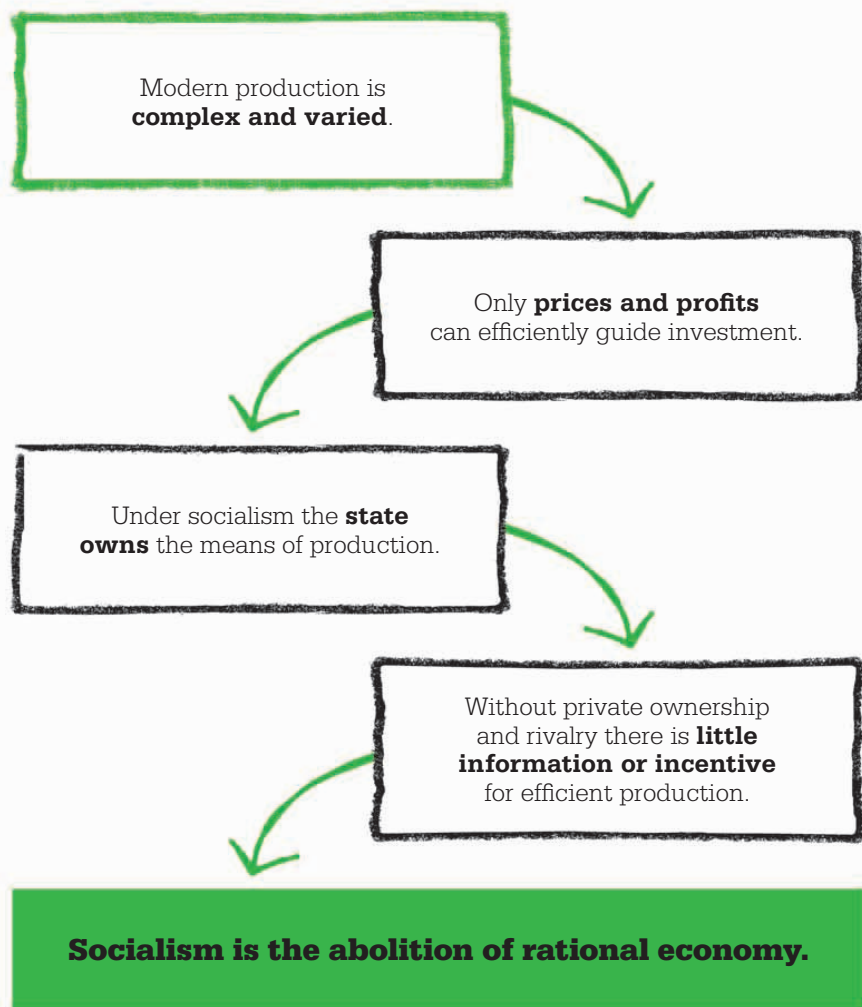 Modern production is
complex and varied.
Only prices and profits
can efficiently guide investment.
Under socialism the state
owns the means of production.
Without private ownership
and rivalry there is little
information or incentive
for efficient production.
Socialism is the abolition of rational economy.